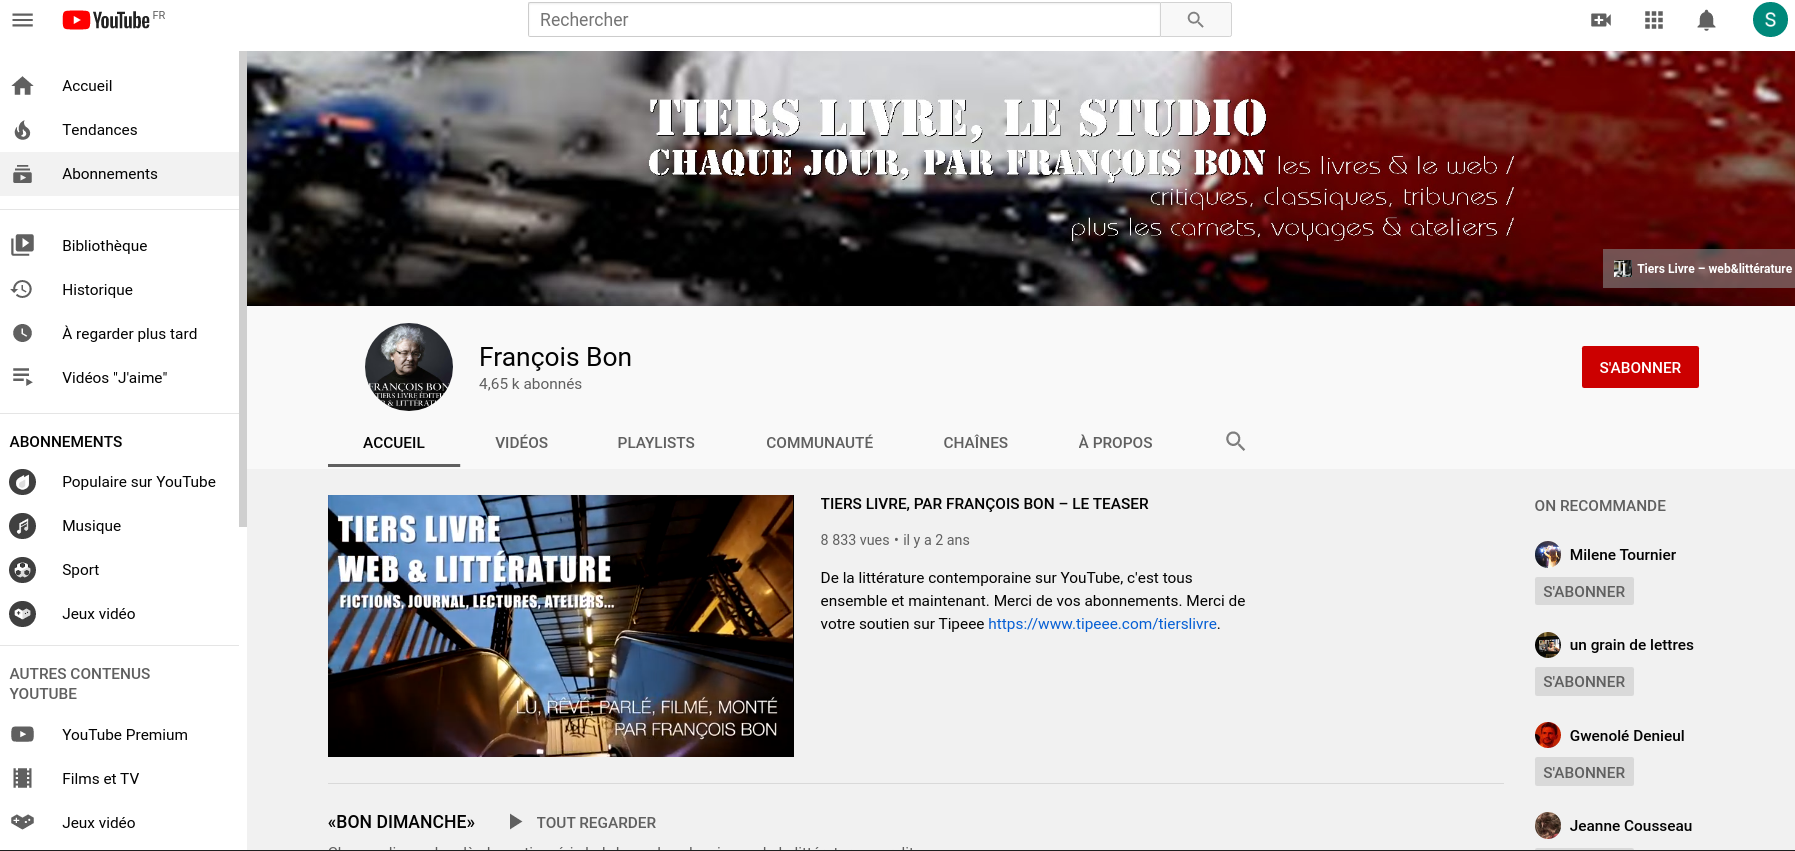 YouTube FR
Rechercher
S
Accueil
Tendances
Abonnements
Bibliothèque
Historique
À regarder plus tard
Vidéos "J'aime"
ABONNEMENTS
Populaire sur YouTube
Musique
Sport
Jeux vidéo
AUTRES CONTENUS
YOUTUBE
YouTube Premium
Films et TV
Jeux vidéo
TIERS LIVRE, LE STUDIO
CHAQUE JOUR, PAR FRANÇOIS BON les livres & le web /
critiques, classiques, tribunes /
plus les carnets, voyages & ateliers /
Tiers Livre – web&littérature
FRANÇOIS BON
François Bon
4,65 k abonnés
S'ABONNER
ACCUEIL VIDÉOS PLAYLISTS COMMUNAUTÉ CHAÎNES À PROPOS
TIERS LIVRE
WEB & LITTÉRATURE
FICTIONS, JOURNAL, LECTURES, ATELIERS...
LU, RÊVÉ, PARLÉ, FILMÉ, MONTÉ
PAR FRANÇOIS BON
TIERS LIVRE, PAR FRANÇOIS BON – LE TEASER
8 833 vues • il y a 2 ans
De la littérature contemporaine sur YouTube, c'est tous
ensemble et maintenant. Merci de vos abonnements. Merci de
votre soutien sur Tipeee https://www.tipeee.com/tierslivre.
«BON DIMANCHE» TOUT REGARDER
ON RECOMMANDE
Milene Tournier
S'ABONNER
un grain de lettres
S'ABONNER
Gwenolé Denieul
S'ABONNER
Jeanne Cousseau